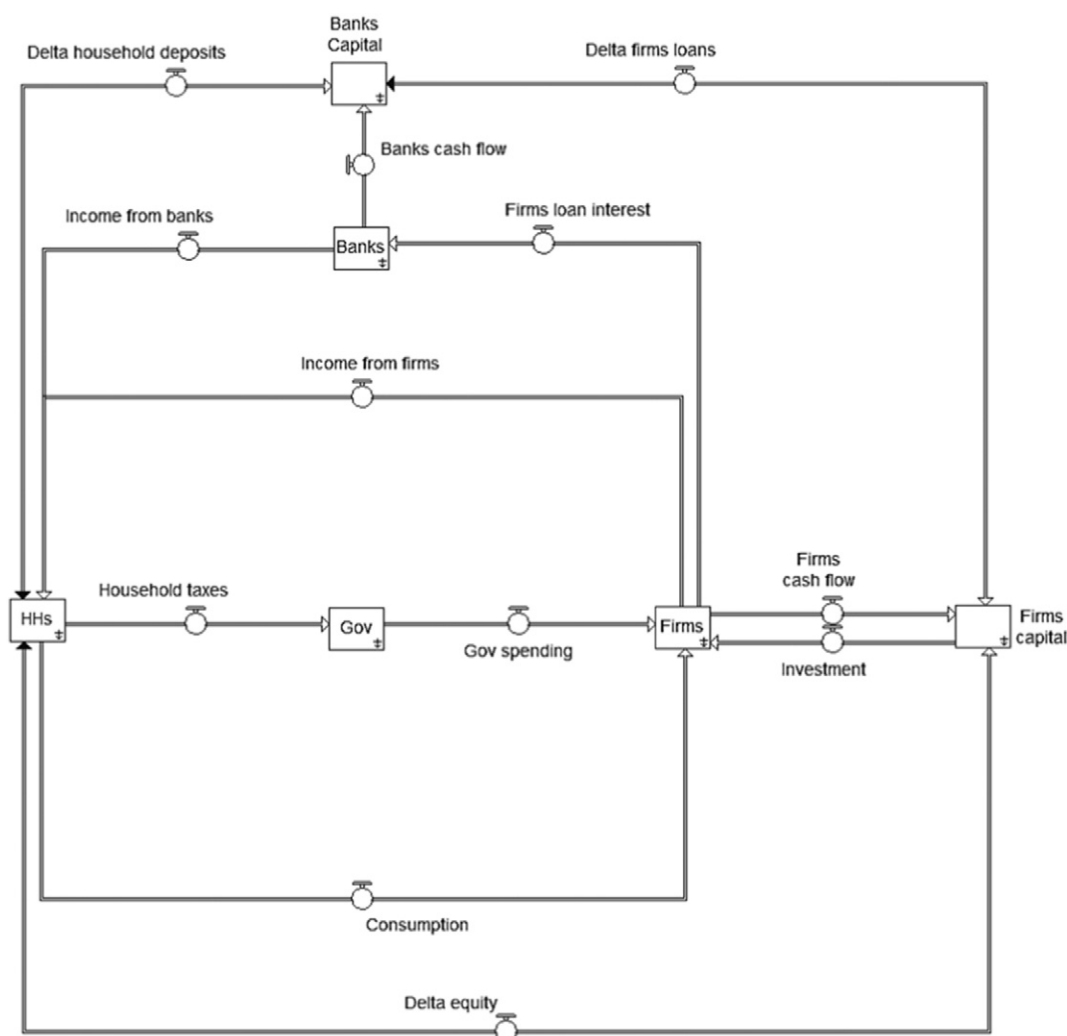 Banks
Capital
Delta household deposits
Delta firms loans
Banks cash flow
Income from banks
Firms loan interest
Banks
Income from firms
Household taxes
Firms
cash flow
HHs
Gov
Firms
Firms
capital
Gov spending
Investment
Consumption
Delta equity